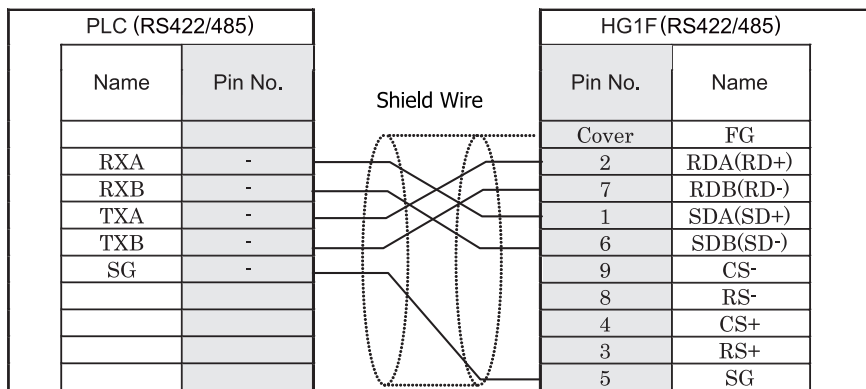 PLC (RS422/485)
Name Pin No.
RXA -
RXB -
TXA -
TXB -
SG -
Shield Wire
HG1F(RS422/485)
Pin No. Name
Cover FG
2 RDA(RD+)
7 RDB(RD-)
1 SDA(SD+)
6 SDB(SD-)
9 CS-
8 RS-
4 CS+
3 RS+
5 SG